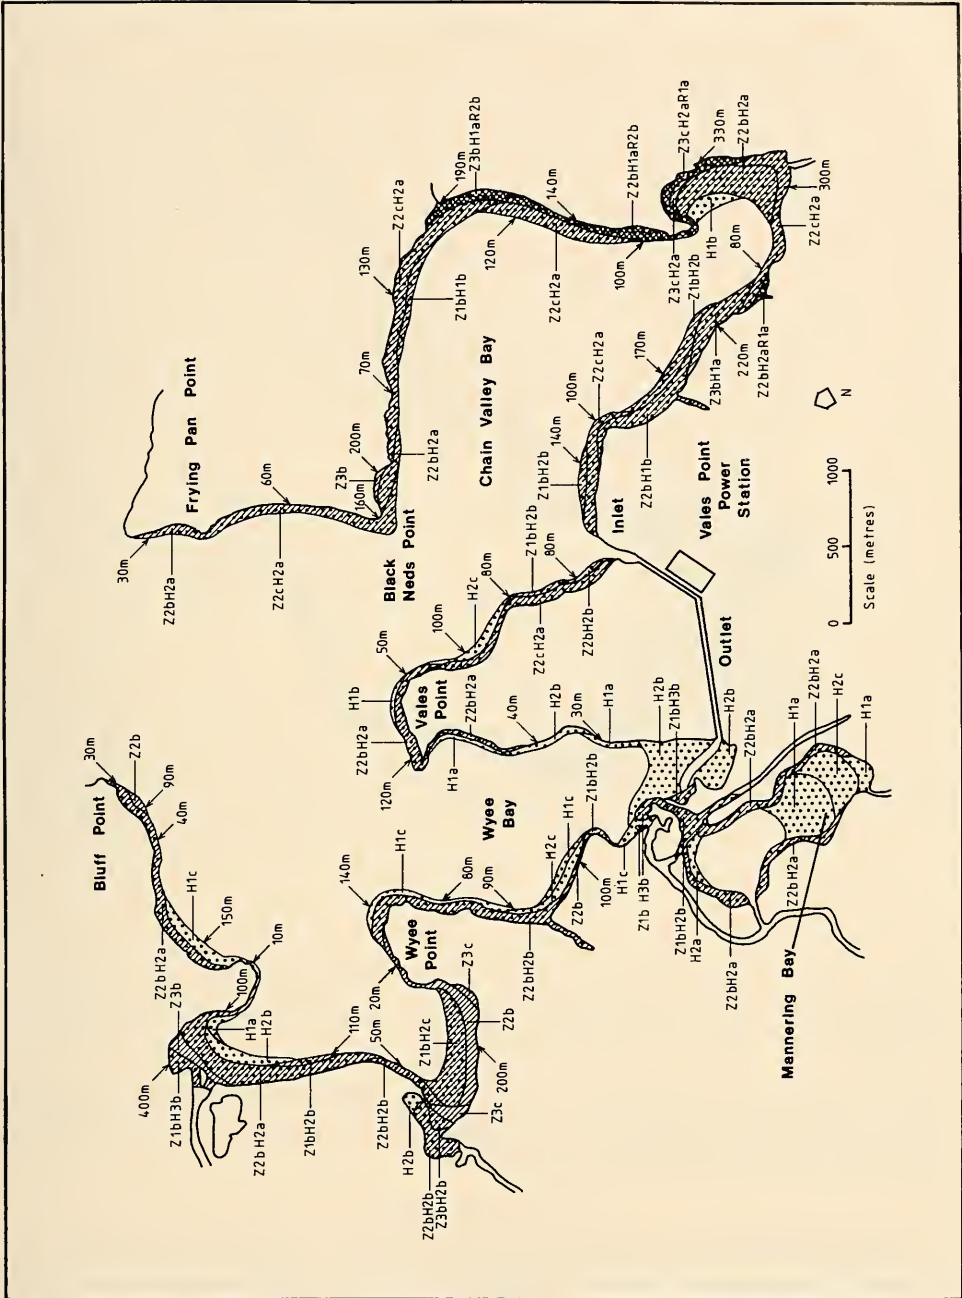 30m
Z2b
90m
40m
Bluff Point
H1c
150m
10m
Z2bH2a
Z3b
100m
H1a
H2b
400m
Z1bH3b
Z2bH2a
Z1bH2b
110m
50m
Z2bH2b
H2b
Z2bH2b
Z3bH2b
Z3c
200m
Z2b
Z3c
Z1bH2c
20m
Wyee
Point
140m
H1c
80m
90m
Z2bH2b
Wyee
Bay
H2c
H1c
Z1bH2b
Z2b
100m
H1c
Z1b H3b
Z1bH2b
H2a
Z2bH2a
Mannering Bay
Z2bH2a
H1a
H2c
Z2bH2a
H1a
Z2bH2a
H2b
Z1bH3b
H2b
Outlet
30m
H1a
H2b
40m
Z2bH2a
H1a
120m
Z2bH2a
Vales
Point
H1b
50m
100m
H2c
80m
Z1bH2b
80m
Z2cH2a
Z2bH2b
Inlet
Vales Point
Power
Station
Frying Pan Point
30m
Z2bH2a
60m
Z2cH2a
Black
Neds Point
160m
Z3b
200m
Z2bH2a
70m
130m
Z2cH2a
Z1bH1b
Chain Valley Bay
190m
Z3bH1aR2b
120m
140m
Z2cH2a
Z2bH1aR2b
100m
Z3cH2a
Z3cH2aR1a
330m
Z2bH2a
H1b
300m
Z2cH2a
80m
Z1bH2b
Z2bH2aR1a
220m
Z3bH1a
170m
Z2bH1b
Z2cH2a
100m
140m
Z1bH2b
N
0
500
1000
Scale (metres)